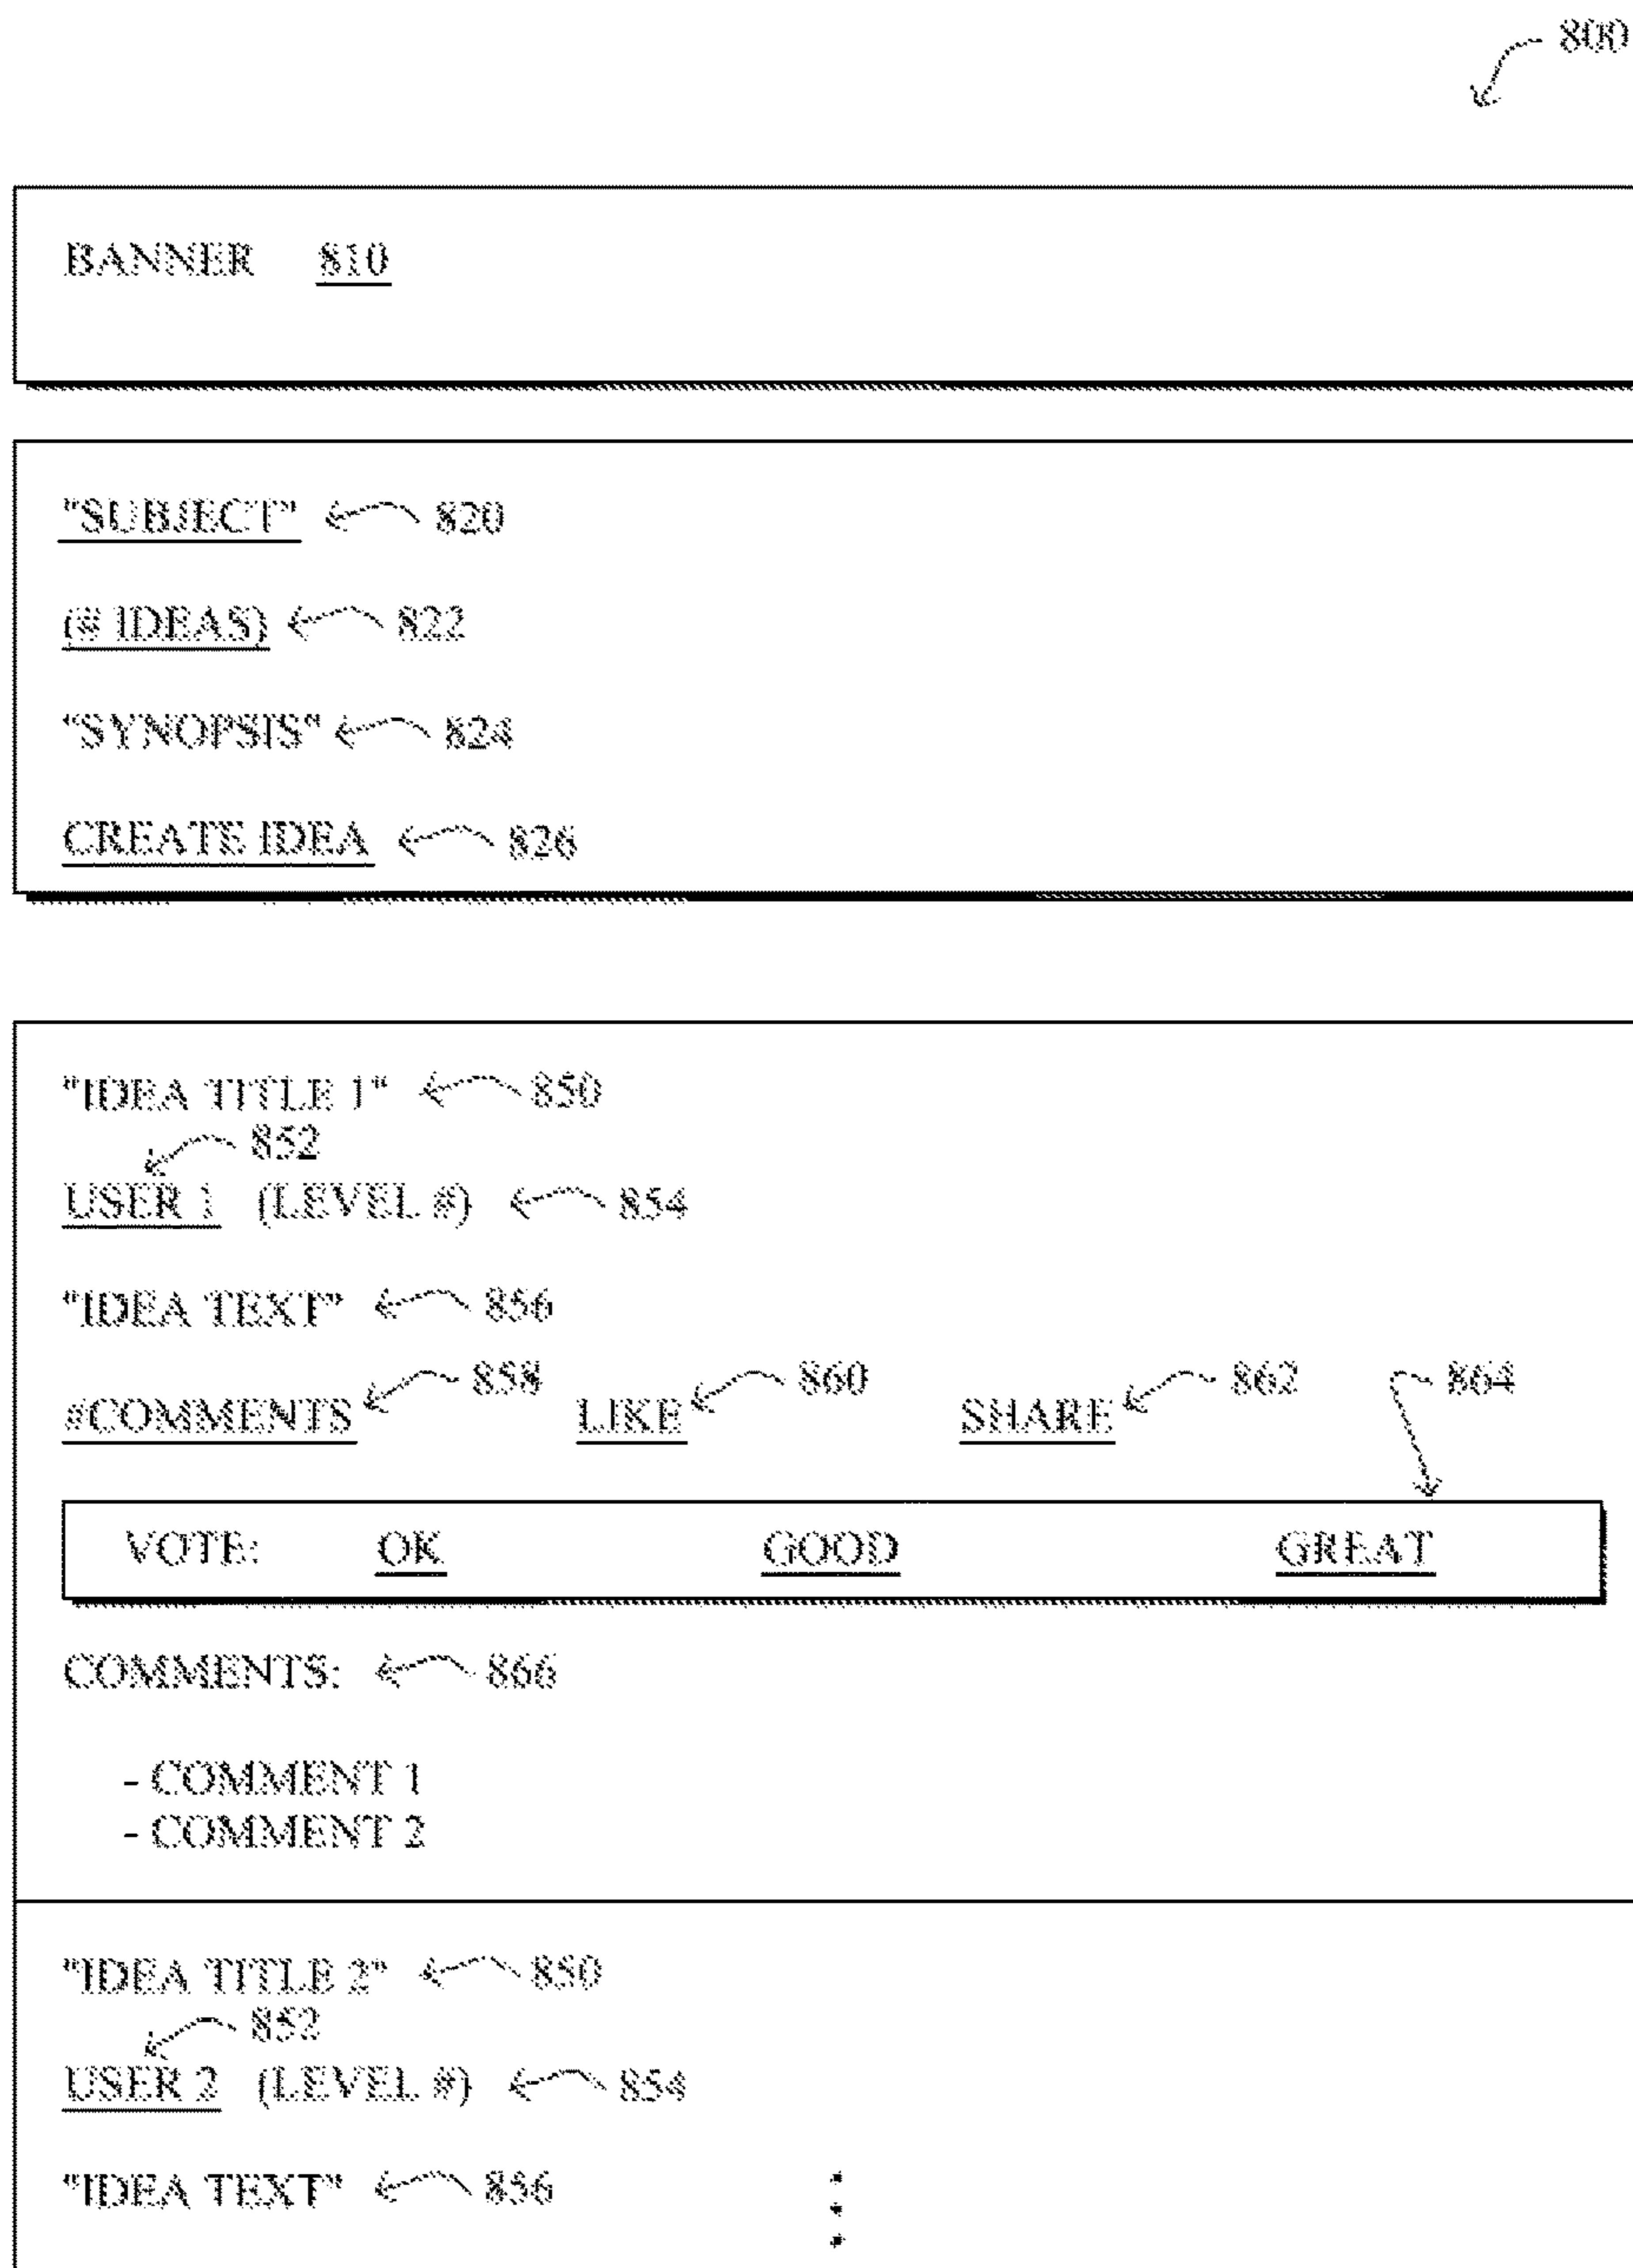 800
BANNER 810
"SUBJECT" 820
(# IDEAS) 822
"SYNOPSIS" 824
CREATE IDEA 826
"IDEA TITLE 1" 850
852
USER 1 (LEVEL #) 854
"IDEA TEXT" 856
858 860 862 864
#COMMENTS LIKE SHARE
VOTE: OK GOOD GREAT
COMMENTS: 866
- COMMENT 1
- COMMENT 2
"IDEA TITLE 2" 850
852
USER 2 (LEVEL #) 854
"IDEA TEXT" 856